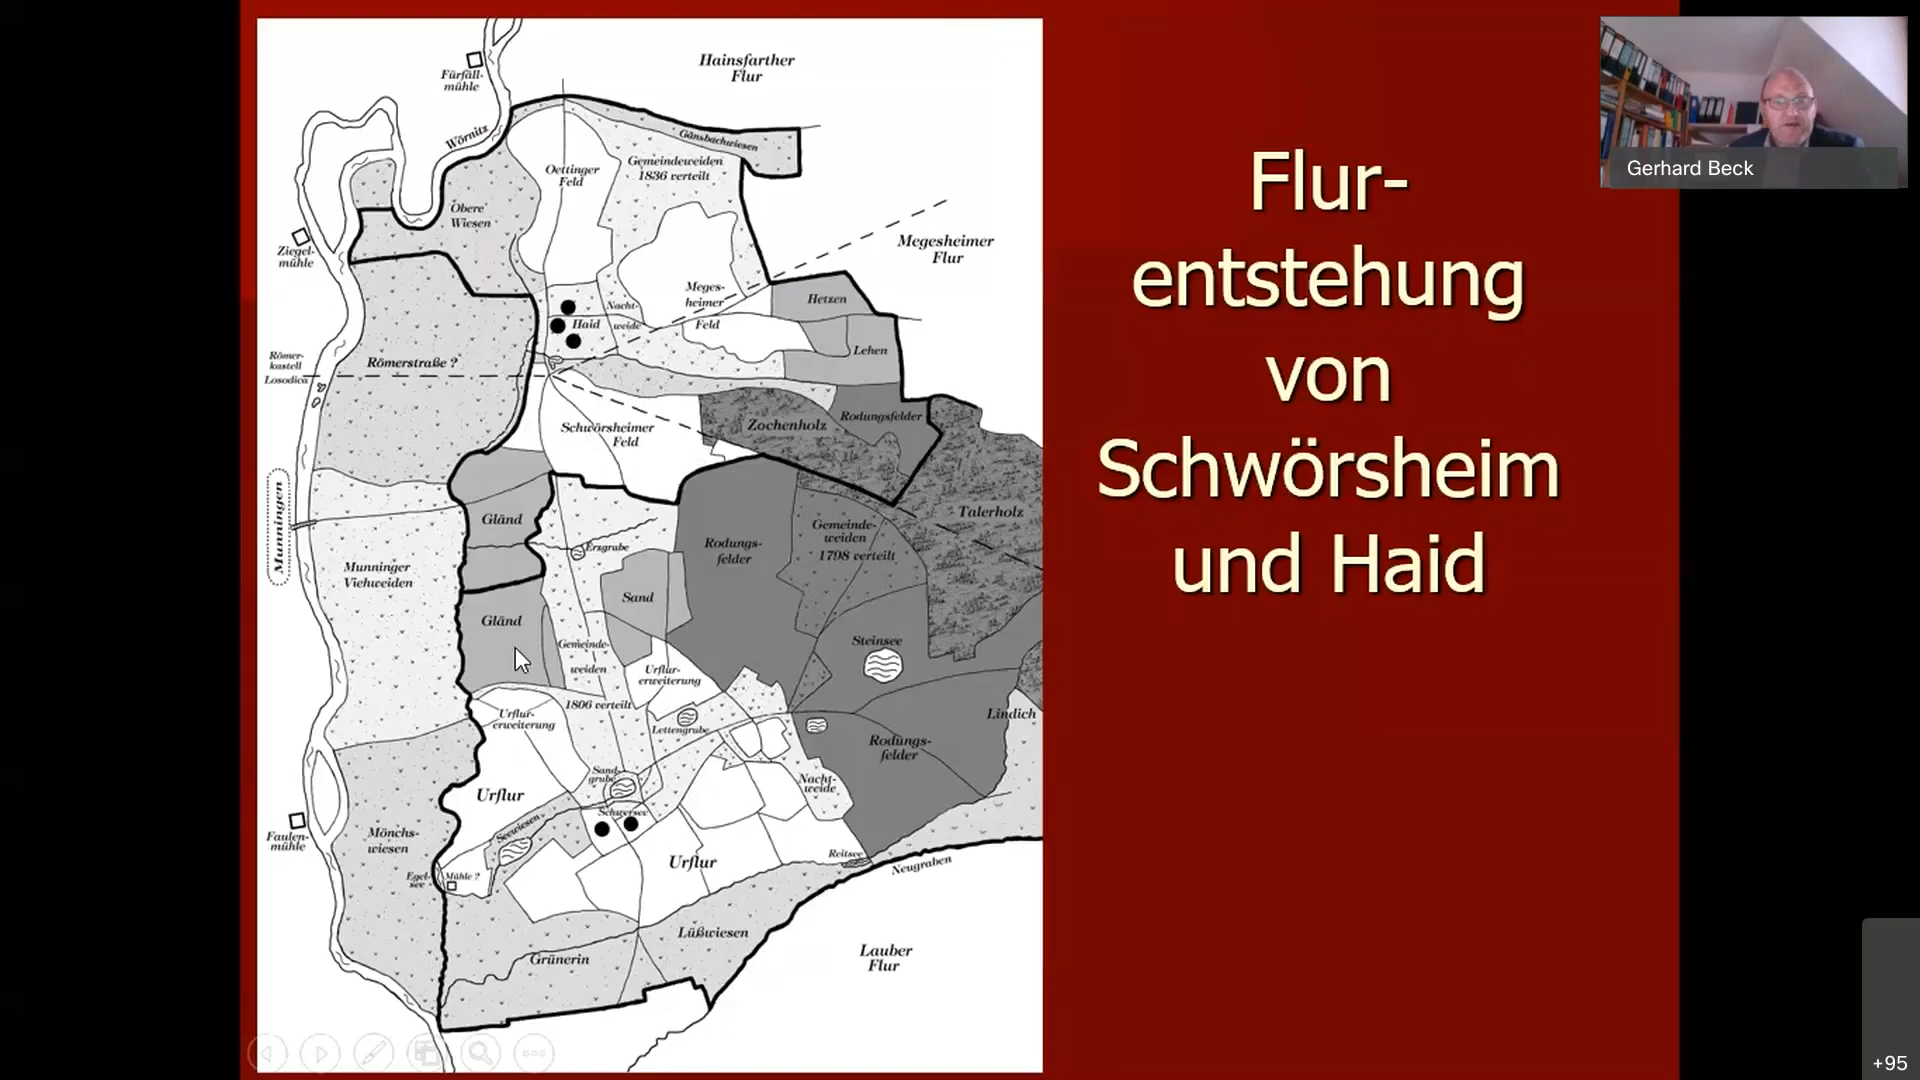 Flur-
entstehung
von
Schwörsheim
und Haid
Gerhard Beck
Hainsfarther
Flur
Fürfäll-
mühle
Wörnitz
Gänsbachwiesen
Gemeindeweiden
1836 verteilt
Oettinger
Feld
Obere
Wiesen
Ziegel-
mühle
Megesheimer
Flur
Meges-
heimer
Feld
Hetzen
Nacht-
weide
Haid
Lehen
Römer-
kastell
Losodica
Römerstraße ?
Rodungsfelder
Zochenholz
Schwörsheimer
Feld
Talerholz
Munningen
Gländ
Gemeinde-
weiden
1798 verteilt
Rodungs-
felder
Erzgrube
Munninger
Viehweiden
Sand
Gländ
Steinsee
Gemeinde-
weiden
1806 verteilt
Urflur-
erweiterung
Urflur-
erweiterung
Lettengrube
Lindich
Rodungs-
felder
Sand-
grube
Nacht-
weide
Urflur
Schwersee
Seewiesen
Faulen-
mühle
Mönchs-
wiesen
Urflur
Reitsee
Neugraben
Egel-
see
Mühle ?
Lüßwiesen
Grünerin
Lauber
Flur
+95